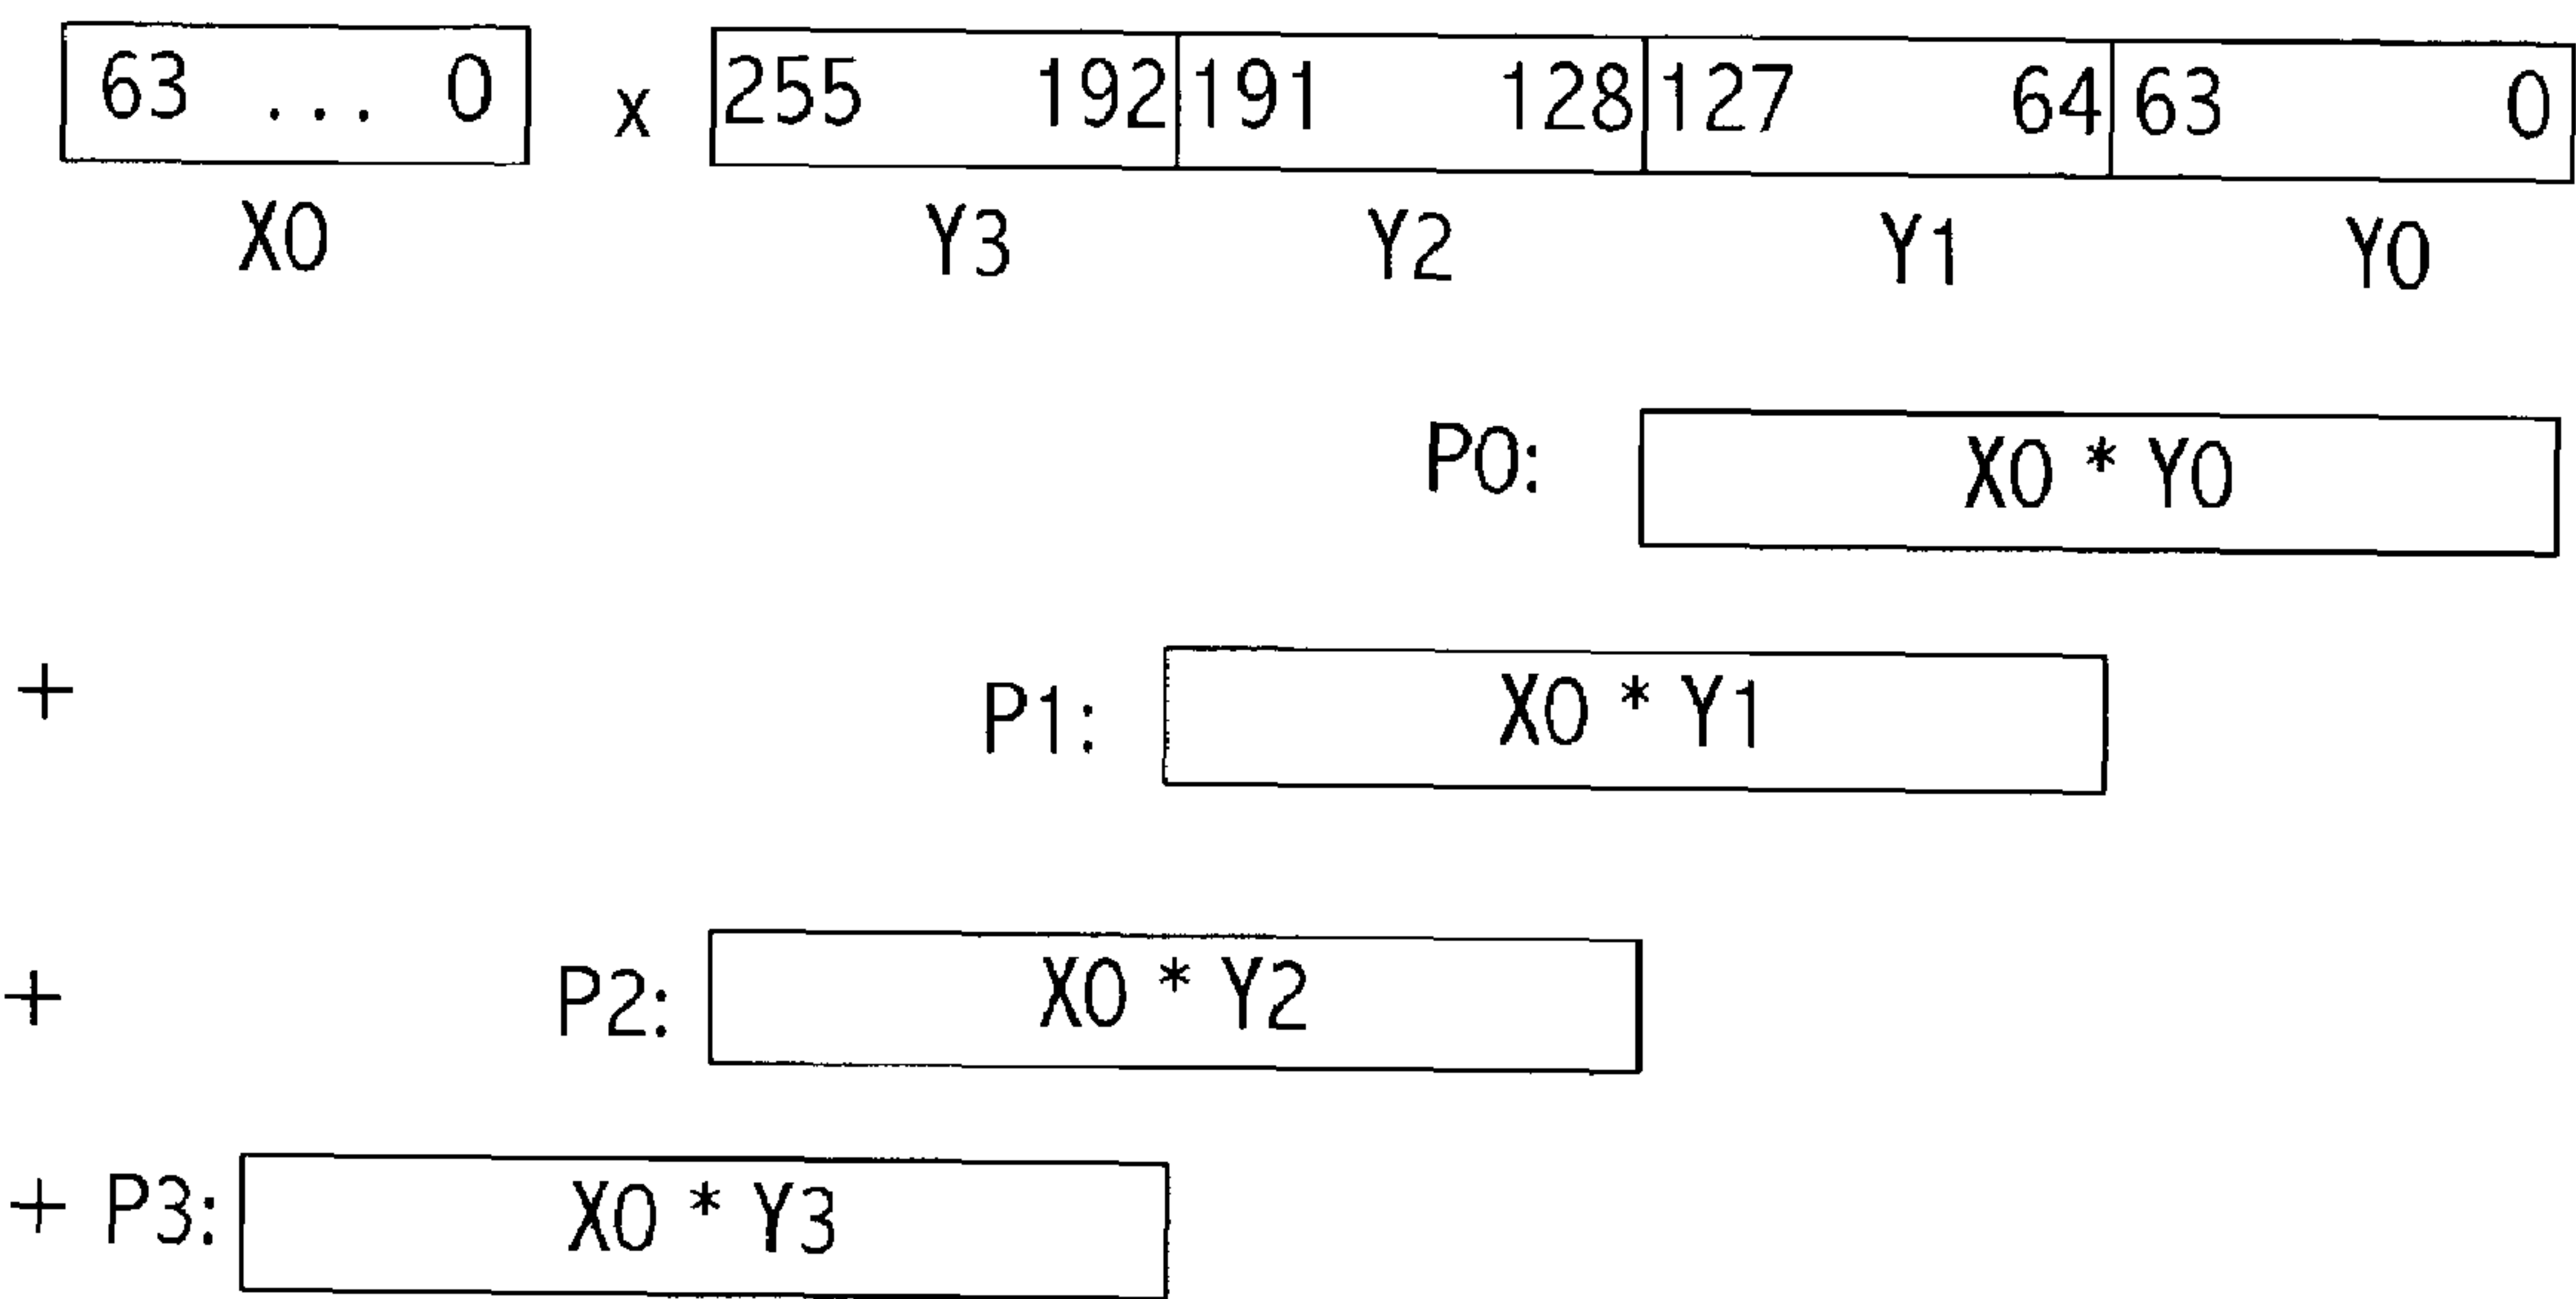 63 ... 0 x 255 192 191 128 127 64 63 0
X0 Y3 Y2 Y1 Y0
P0: X0 * Y0
+ P1: X0 * Y1
+ P2: X0 * Y2
+ P3: X0 * Y3